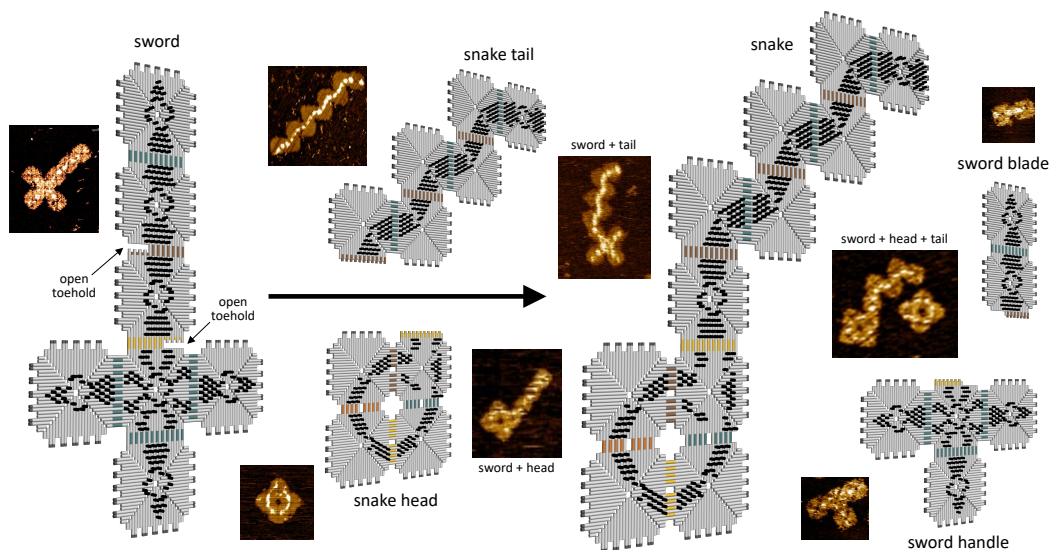 sword
snake tail
snake
sword + tail
sword blade
sword + head + tail
open
toehold
open
toehold
sword + head
snake head
sword handle